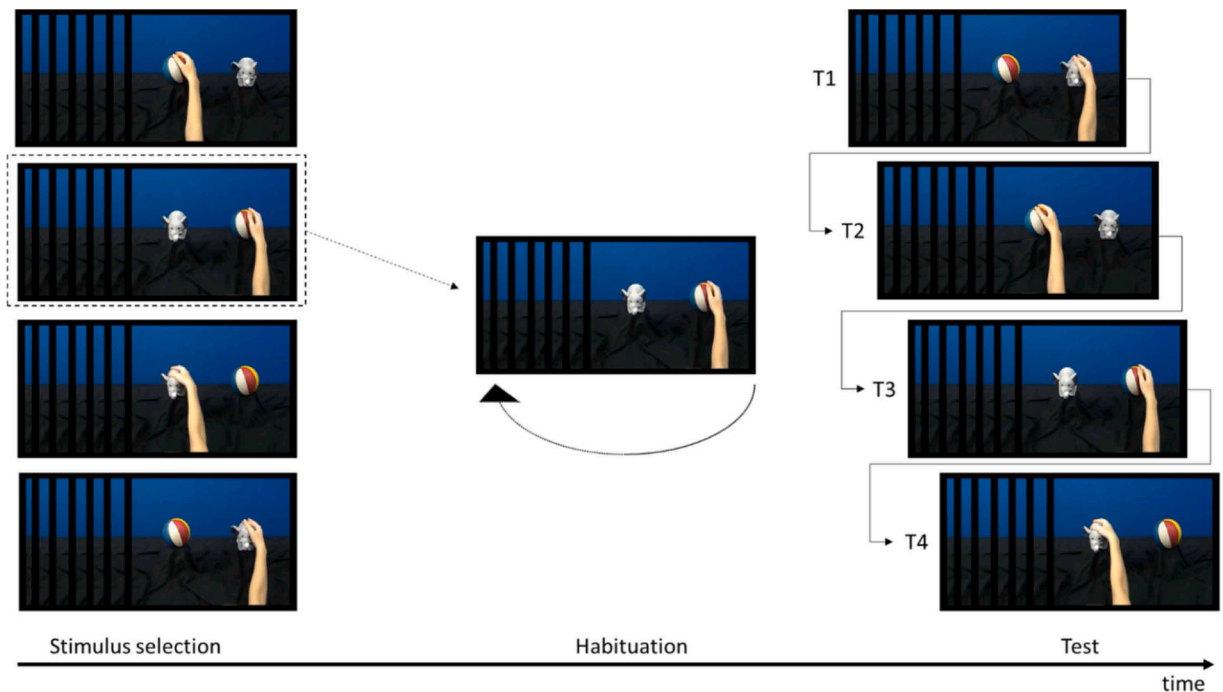 T1
T2
T3
T4
Stimulus selection
Habituation
Test
time